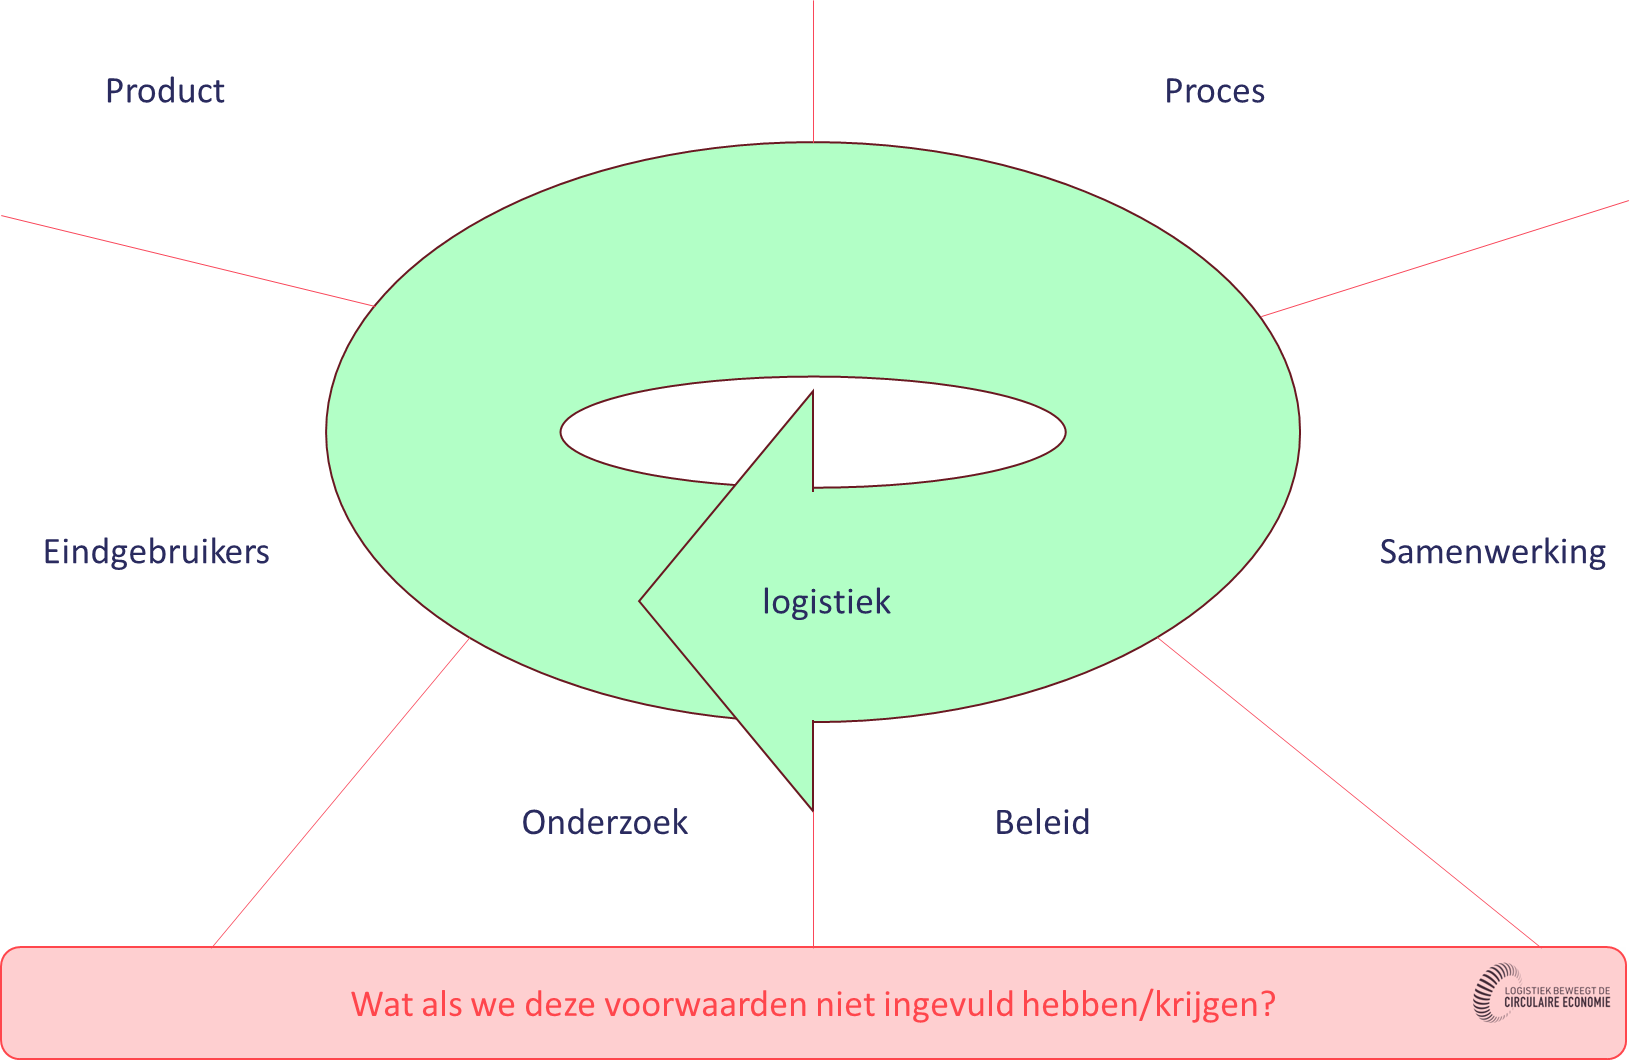 Product
Proces
Eindgebruikers
Samenwerking
logistiek
Onderzoek
Beleid
Wat als we deze voorwaarden niet ingevuld hebben/krijgen?
LOGISTIEK BEWEEGT DE
CIRCULAIRE ECONOMIE